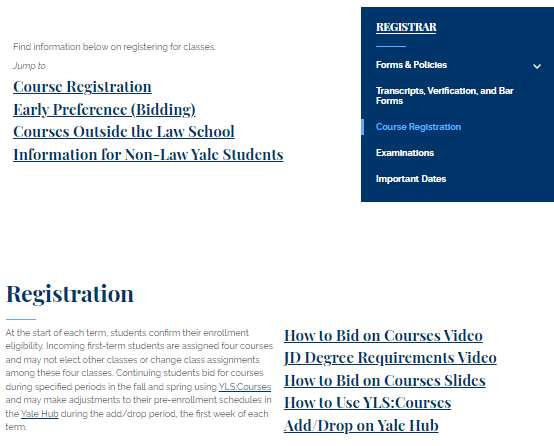 Find information below on registering for classes.
Jump to
Course Registration
Early Preference (Bidding)
Courses Outside the Law School
Information for Non-Law Yale Students
REGISTRAR
Forms & Policies
Transcripts, Verification, and Bar
Forms
Course Registration
Examinations
Important Dates
Registration
At the start of each term, students confirm their enrollment
eligibility. Incoming first-term students are assigned four courses
and may not elect other classes or change class assignments
among these four classes. Continuing students bid for courses
during specified periods in the fall and spring using YLS:Courses
and may make adjustments to their pre-enrollment schedules in
the Yale Hub during the add/drop period, the first week of each
term.
How to Bid on Courses Video
JD Degree Requirements Video
How to Bid on Courses Slides
How to Use YLS:Courses
Add/Drop on Yale Hub